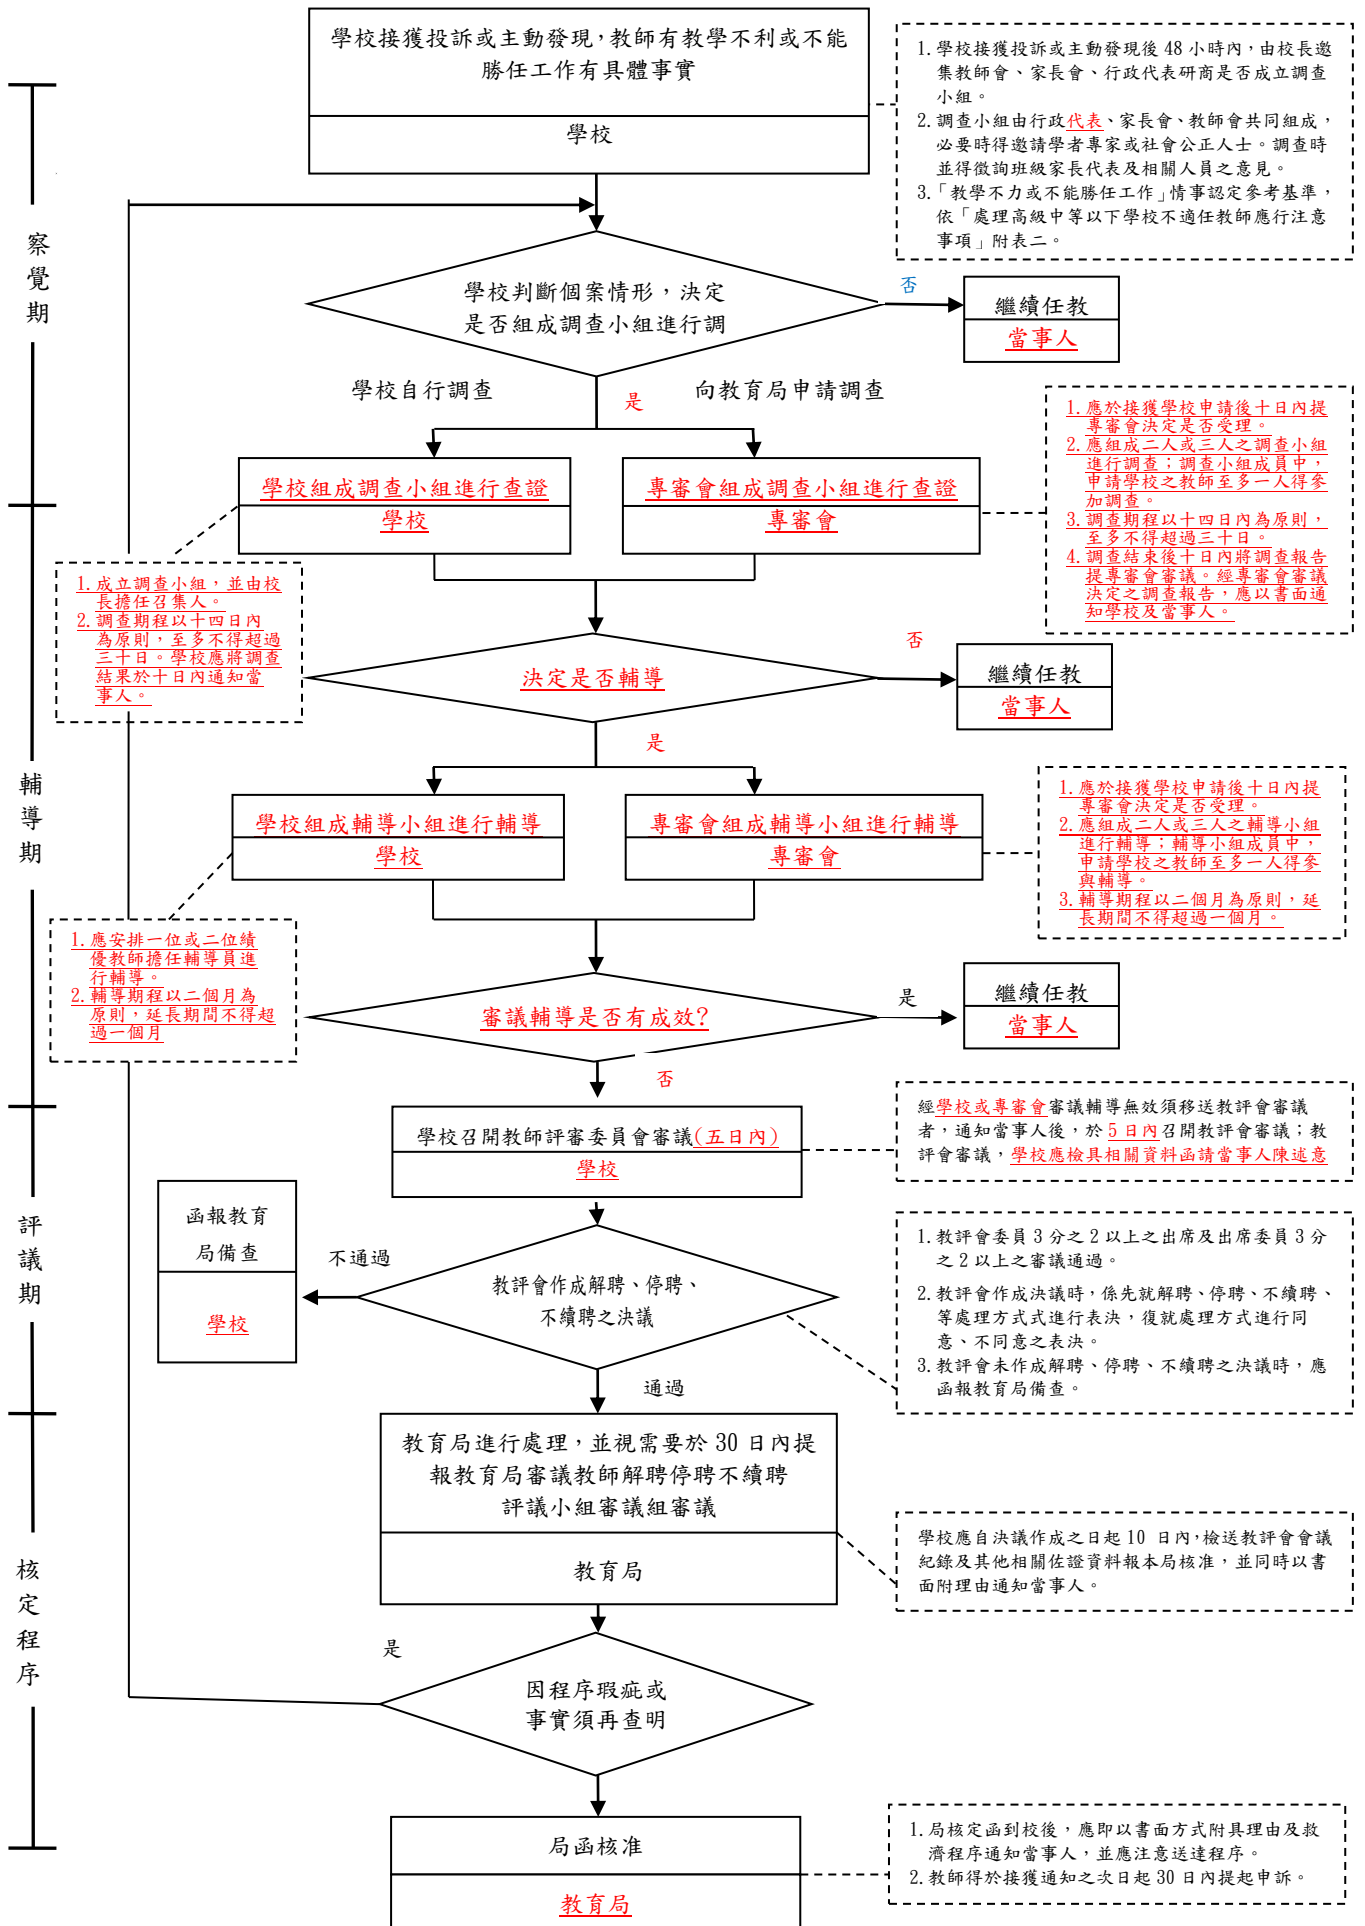 學校接獲投訴或主動發現，教師有教學不利或不能
勝任工作有具體事實
學校
1. 學校接獲投訴或主動發現後 48 小時內，由校長邀
集教師會、家長會、行政代表研商是否成立調查
小組。
2. 調查小組由行政代表、家長會、教師會共同組成，
必要時得邀請學者專家或社會公正人士。調查時
並得徵詢班級家長代表及相關人員之意見。
3.「教學不力或不能勝任工作」情事認定參考基準，
依「處理高級中等以下學校不適任教師應行注意
事項」附表二。
察
覺
期
學校判斷個案情形，決定
是否組成調查小組進行調
否
繼續任教
當事人
學校自行調查
是
向教育局申請調查
學校組成調查小組進行查證
學校
專審會組成調查小組進行查證
專審會
1. 應於接獲學校申請後十日內提
專審會決定是否受理。
2. 應組成二人或三人之調查小組
進行調查；調查小組成員中，
申請學校之教師至多一人得參
加調查。
3. 調查期程以十四日內為原則，
至多不得超過三十日。
4. 調查結束後十日內將調查報告
提專審會審議。經專審會審議
決定之調查報告，應以書面通
知學校及當事人。
1. 成立調查小組，並由校
長擔任召集人。
2. 調查期程以十四日內
為原則，至多不得超過
三十日。學校應將調查
結果於十日內通知當
事人。
決定是否輔導
否
繼續任教
當事人
是
輔
導
期
學校組成輔導小組進行輔導
學校
專審會組成輔導小組進行輔導
專審會
1. 應於接獲學校申請後十日內提
專審會決定是否受理。
2. 應組成二人或三人之輔導小組
進行輔導；輔導小組成員中，
申請學校之教師至多一人得參
與輔導。
3. 輔導期程以二個月為原則，延
長期間不得超過一個月。
1. 應安排一位或二位績
優教師擔任輔導員進
行輔導。
2. 輔導期程以二個月為
原則，延長期間不得超
過一個月
審議輔導是否有成效?
是
繼續任教
當事人
否
學校召開教師評審委員會審議(五日內)
學校
經學校或專審會審議輔導無效須移送教評會審議
者，通知當事人後，於 5 日內召開教評會審議；教
評會審議，學校應檢具相關資料函請當事人陳述意
評
議
期
函報教育
局備查
學校
不通過
教評會作成解聘、停聘、
不續聘之決議
1. 教評會委員 3 分之 2 以上之出席及出席委員 3 分
之 2 以上之審議通過。
2. 教評會作成決議時，係先就解聘、停聘、不續聘、
等處理方式式進行表決，復就處理方式進行同
意、不同意之表決。
3. 教評會未作成解聘、停聘、不續聘之決議時，應
函報教育局備查。
通過
教育局進行處理，並視需要於 30 日內提
報教育局審議教師解聘停聘不續聘
評議小組審議組審議
教育局
學校應自決議作成之日起 10 日內，檢送教評會會議
紀錄及其他相關佐證資料報本局核准，並同時以書
面附理由通知當事人。
核
定
程
序
是
因程序瑕疵或
事實須再查明
局函核准
教育局
1. 局核定函到校後，應即以書面方式附具理由及救
濟程序通知當事人，並應注意送達程序。
2. 教師得於接獲通知之次日起 30 日內提起申訴。